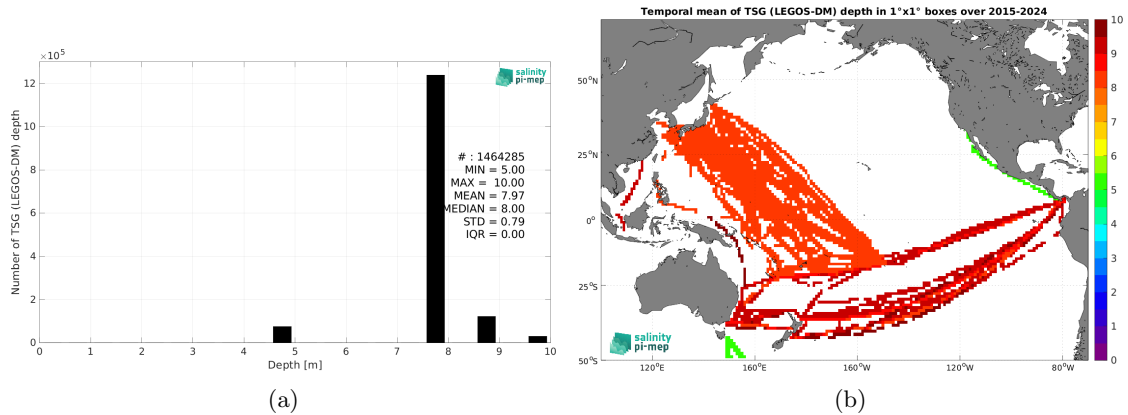 ×10⁵
12
10
8
6
4
2
0
Number of TSG (LEGOS-DM) depth
salinity
pi-mep
# : 1464285
MIN = 5.00
MAX = 10.00
MEAN = 7.97
MEDIAN = 8.00
STD = 0.79
IQR = 0.00
0 1 2 3 4 5 6 7 8 9 10
Depth [m]
(a)
Temporal mean of TSG (LEGOS-DM) depth in 1°x1° boxes over 2015-2024
50°N
25°N
0°
25°S
50°S
120°E 160°E 160°W 120°W 80°W
salinity
pi-mep
10
9
8
7
6
5
4
3
2
1
0
(b)